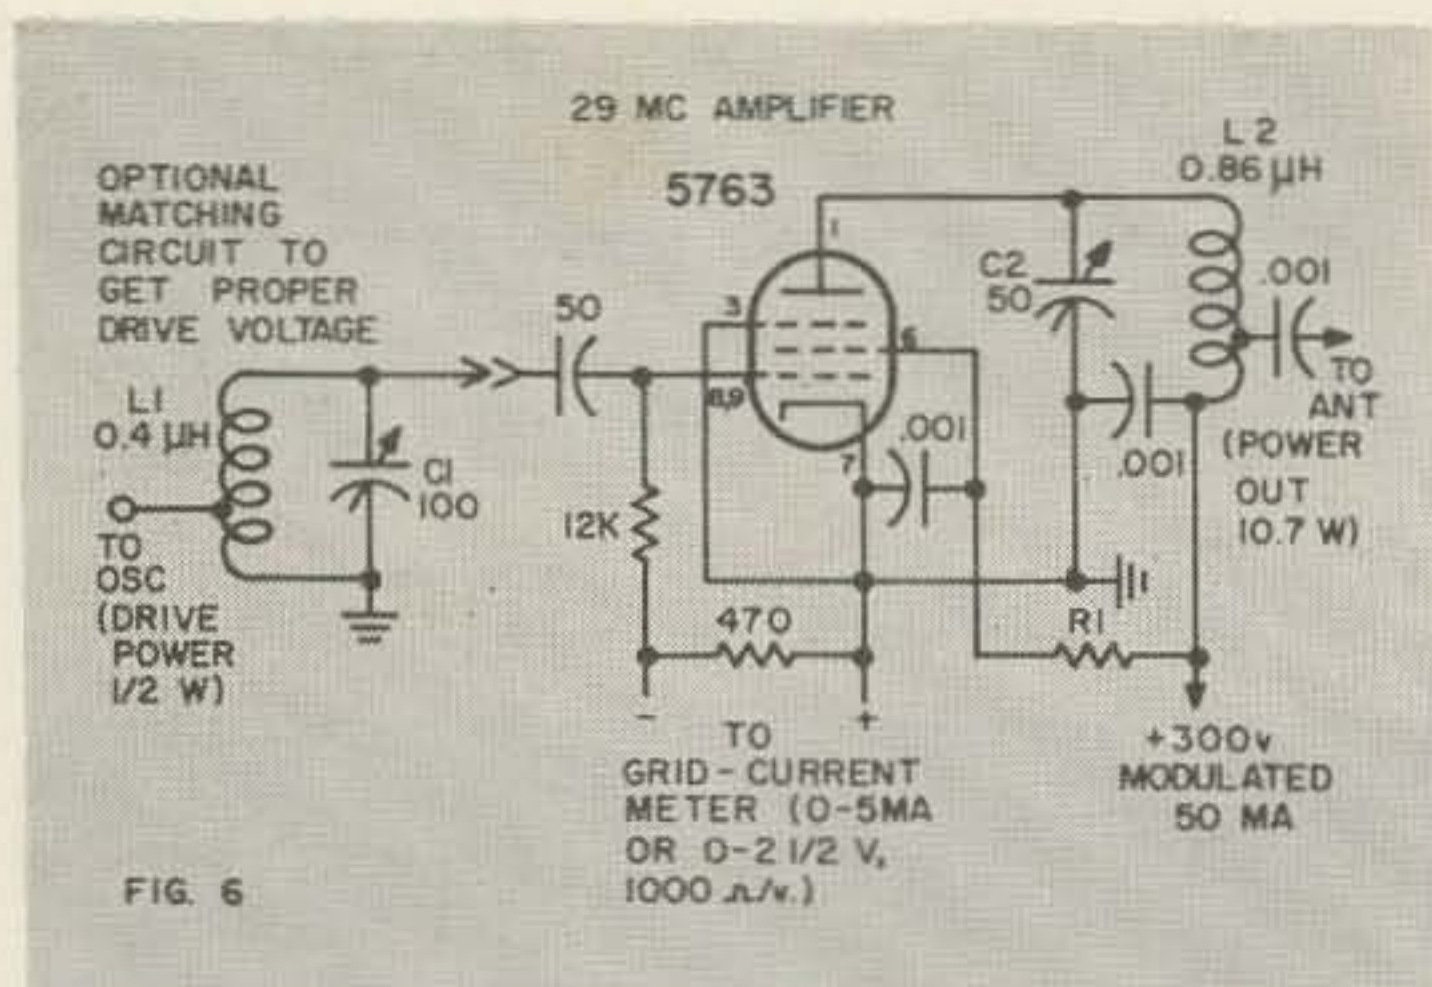 29 MC AMPLIFIER
OPTIONAL
MATCHING
CIRCUIT TO
GET PROPER
DRIVE VOLTAGE
5763
L2
0.86 µH
1
C2
50
.001
50
3
6
8,9
7
L1
0.4 µH
C1
100
12K
.001
.001
TO
ANT
(POWER
OUT
10.7 W)
TO
OSC
(DRIVE
POWER
1/2 W)
470
R1
-
+
TO
GRID-CURRENT
METER (0-5MA
OR 0-2 1/2 V,
1000 Ω/v.)
+300v
MODULATED
50 MA
FIG. 6